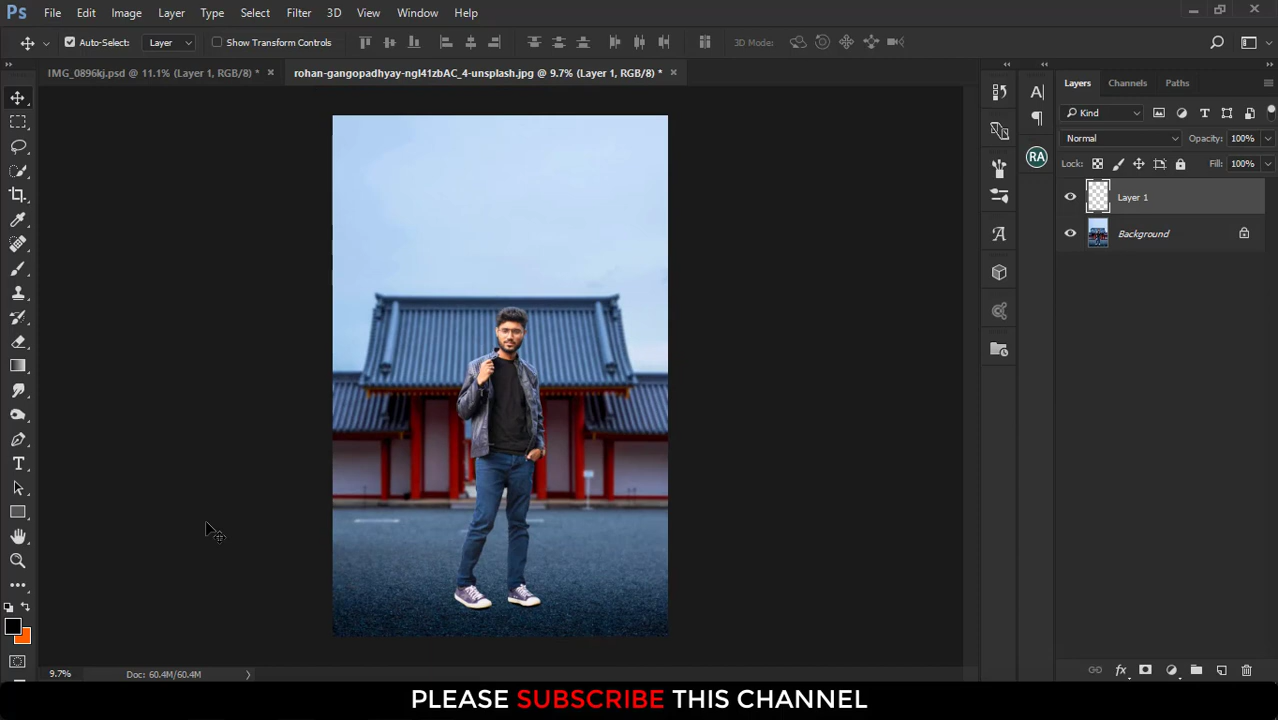 Ps File Edit Image Layer Type Select Filter 3D View Window Help
Auto-Select: Layer Show Transform Controls 3D Mode:
IMG_0896kj.psd @ 11.1% (Layer 1, RGB/8) * × rohan-gangopadhyay-ngI41zbAC_4-unsplash.jpg @ 9.7% (Layer 1, RGB/8) * ×
Layers Channels Paths
Kind
Normal Opacity: 100%
Lock: Fill: 100%
RA
Layer 1
Background
9.7% Doc: 60.4M/60.4M
PLEASE SUBSCRIBE THIS CHANNEL